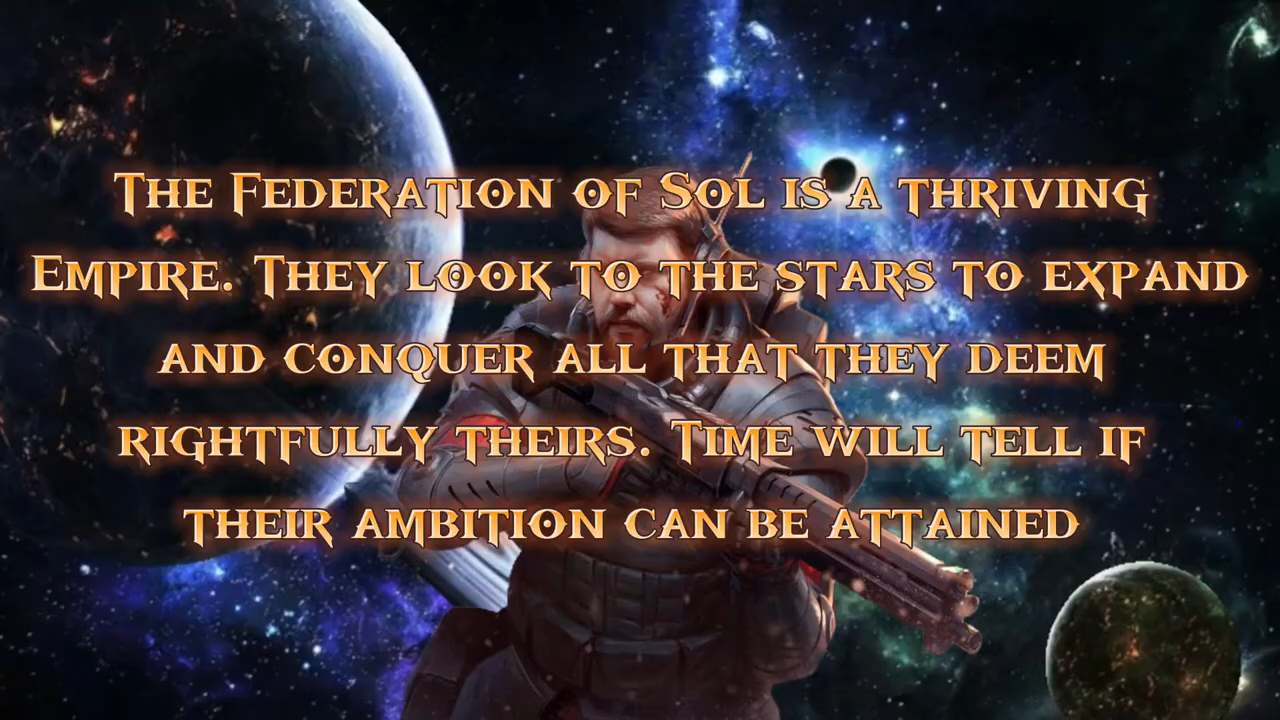 The Federation of Sol is a thriving
Empire. They look to the stars to expand
and conquer all that they deem
rightfully theirs. Time will tell if
their ambition can be attained